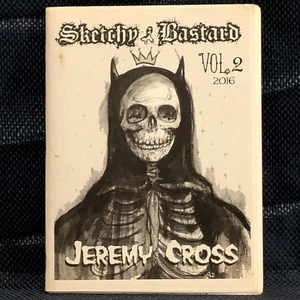 Sketchy Bastard
VOL. 2
2016
JEREMY CROSS